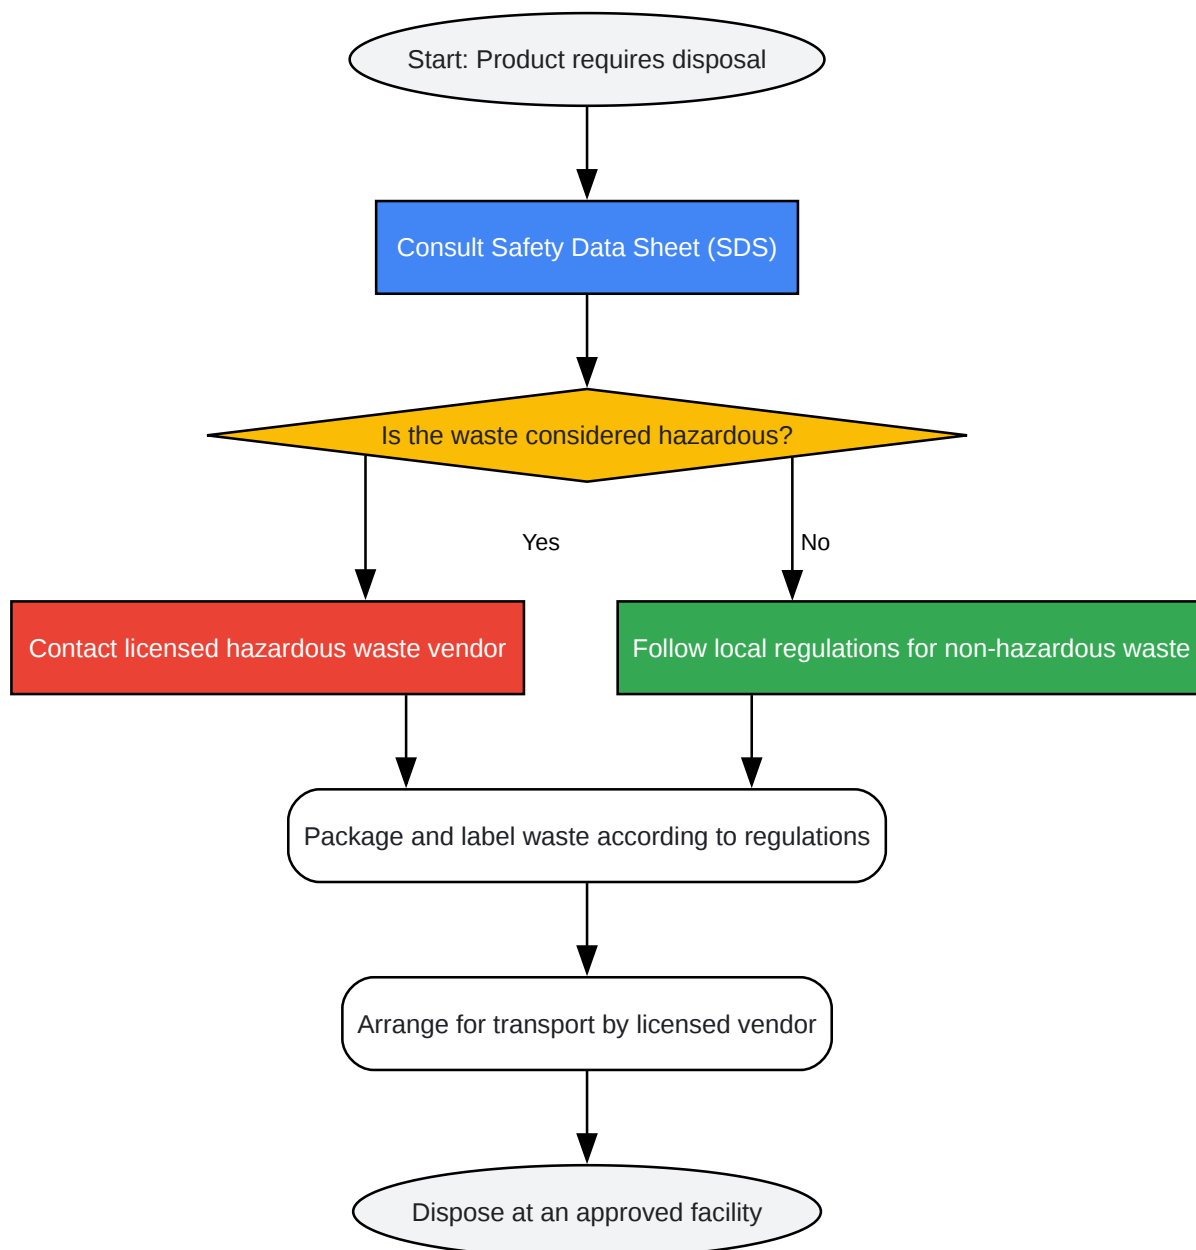 Start: Product requires disposal
Consult Safety Data Sheet (SDS)
Is the waste considered hazardous?
Yes
No
Contact licensed hazardous waste vendor
Follow local regulations for non-hazardous waste
Package and label waste according to regulations
Arrange for transport by licensed vendor
Dispose at an approved facility